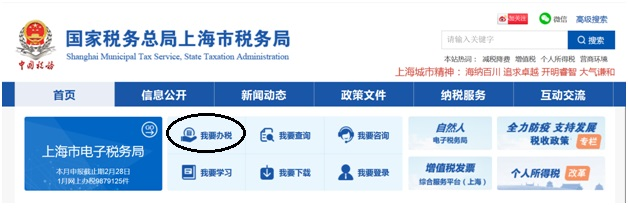 加关注 微信 高级搜索
中国税务
国家税务总局上海市税务局
Shanghai Municipal Tax Service, State Taxation Administration
请输入关键字 搜索
本站热词： 减税降费 增值税 个人所得税 营商环境
上海城市精神：海纳百川 追求卓越 开明睿智 大气谦和
首页 信息公开 新闻动态 政策文件 纳税服务 互动交流
上海市电子税务局
本月申报截止期2月28日
1月网上办税9879125件
我要办税 我要查询 我要咨询
我要学习 我要下载 我要登录
自然人
电子税务局
全力防疫 支持发展
税收政策 专栏
增值税发票
综合服务平台（上海）
个人所得税 改革